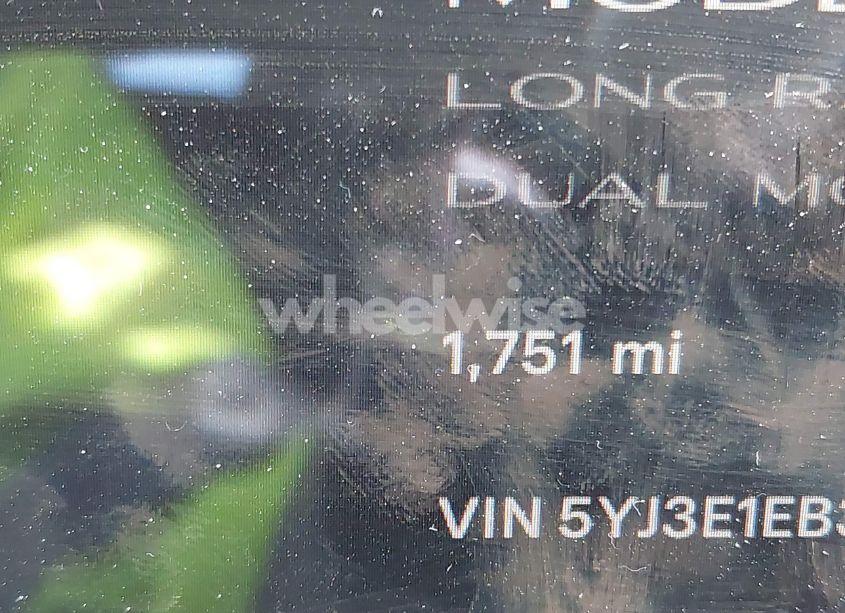 LONG
DUAL
wheelwise
1,751 mi
VIN 5YJ3E1EB